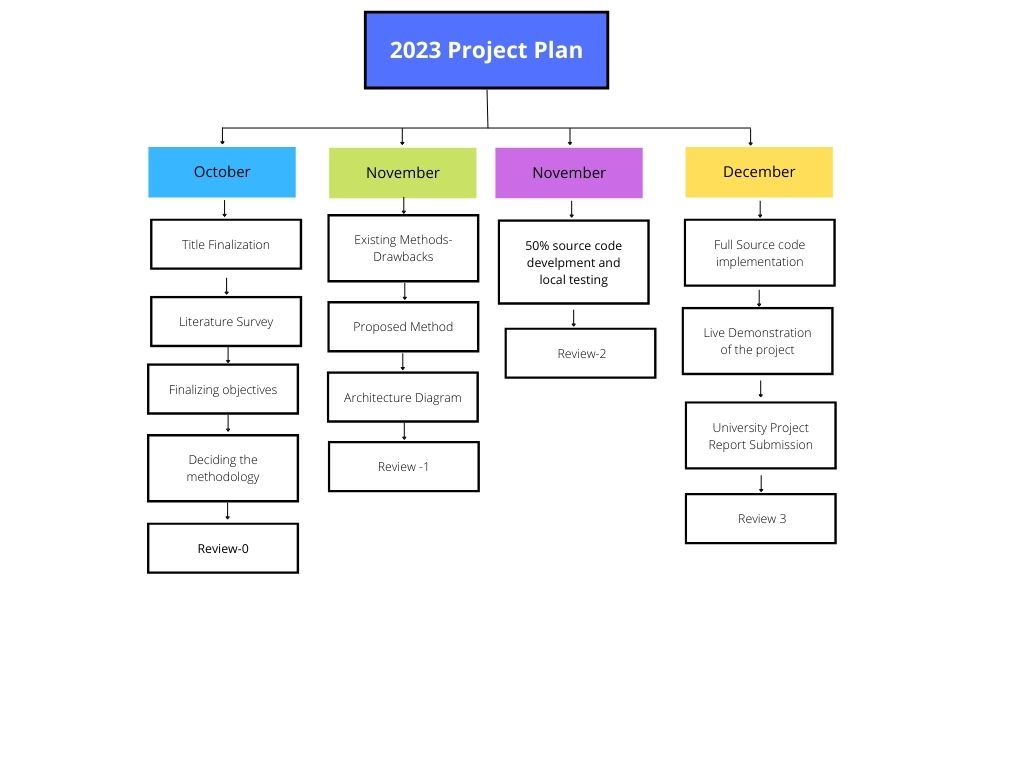 2023 Project Plan
October
Title Finalization
Literature Survey
Finalizing objectives
Deciding the
methodology
Review-0
November
Existing Methods-
Drawbacks
Proposed Method
Architecture Diagram
Review -1
November
50% source code
develpment and
local testing
Review-2
December
Full Source code
implementation
Live Demonstration
of the project
University Project
Report Submission
Review 3